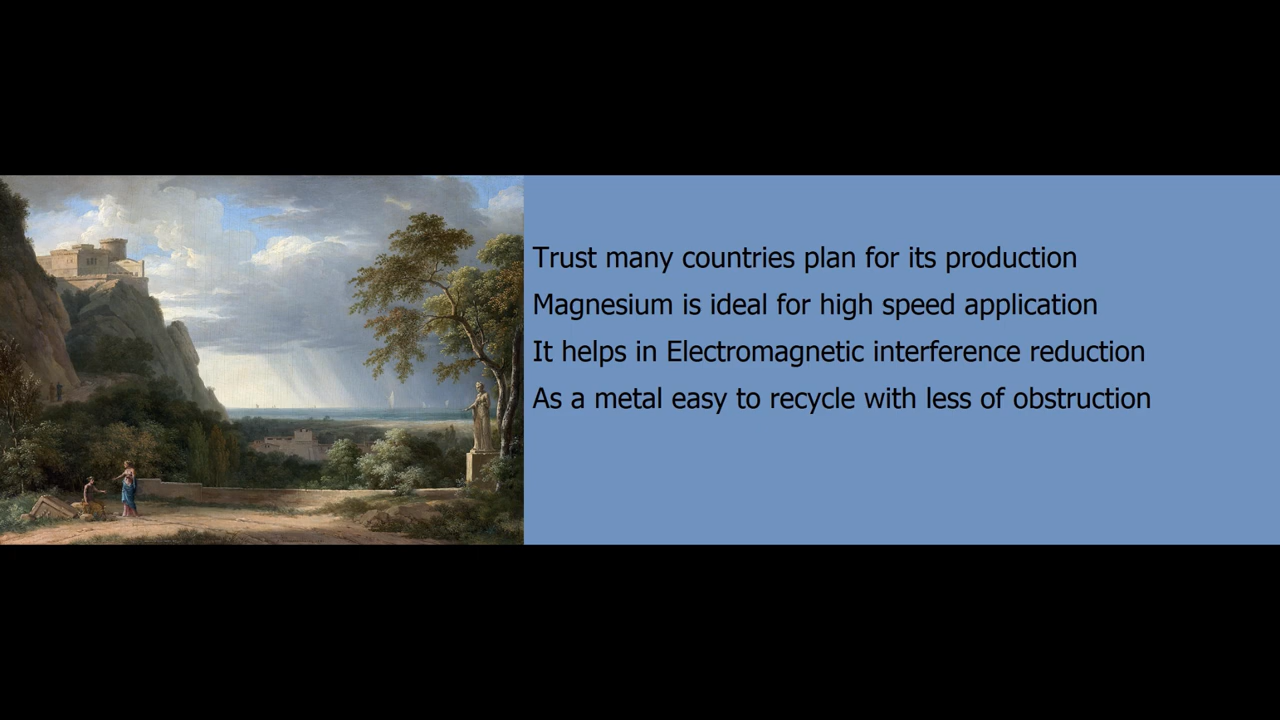 Trust many countries plan for its production
Magnesium is ideal for high speed application
It helps in Electromagnetic interference reduction
As a metal easy to recycle with less of obstruction